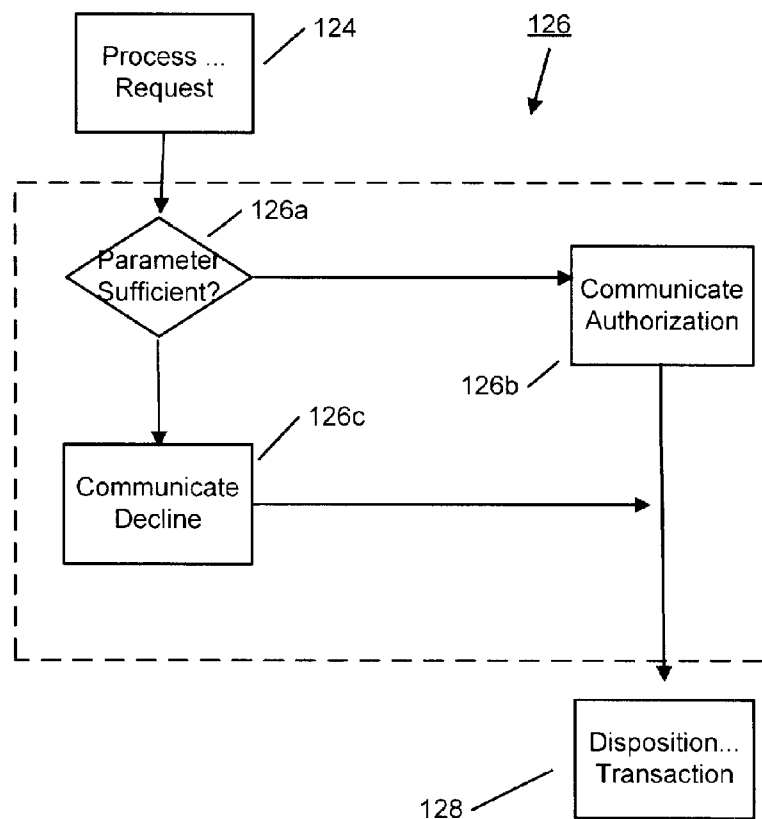 124
126
Process ...
Request
126a
Parameter
Sufficient?
Communicate
Authorization
126b
126c
Communicate
Decline
Disposition...
Transaction
128